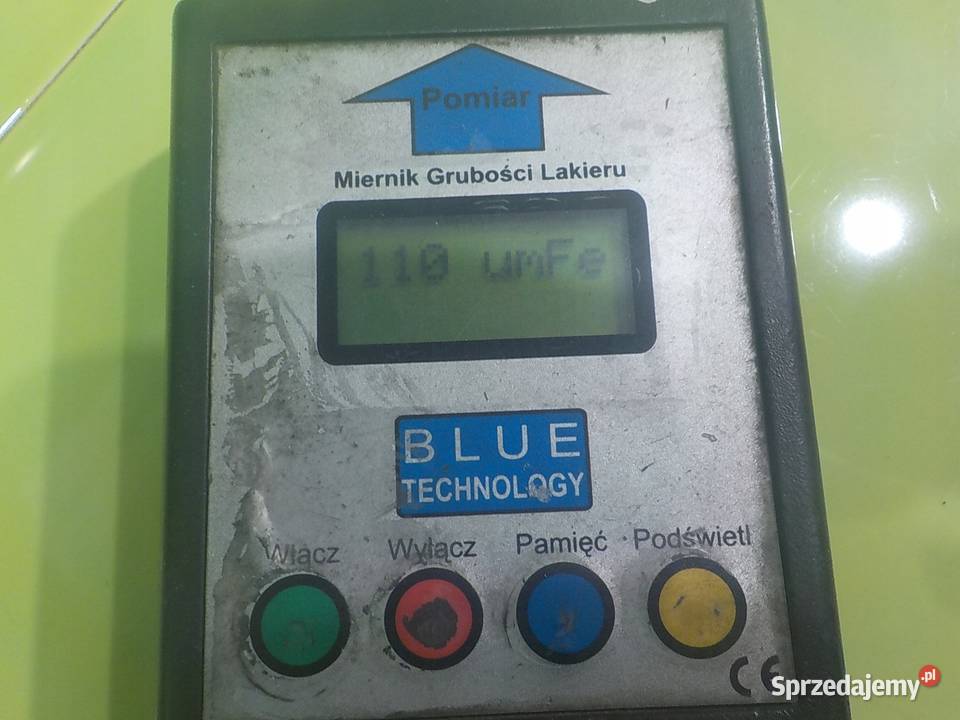 Pomiar
Miernik Grubości Lakieru
110 umFe
BLUE
TECHNOLOGY
Włącz Wyłącz Pamięć Podświetl
CE
Sprzedajemy.pl